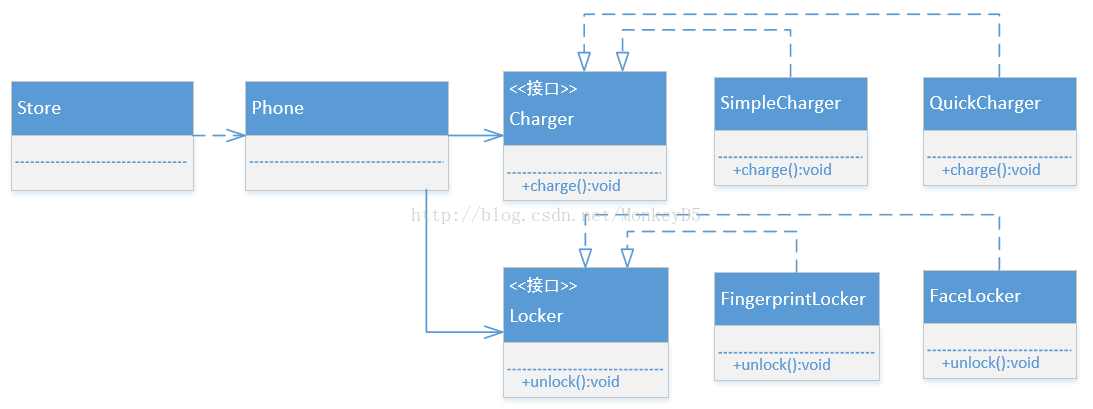 Store
Phone
<<接口>>
Charger
+charge():void
SimpleCharger
+charge():void
QuickCharger
+charge():void
http://blog.csdn.net/MonkeyD5
<<接口>>
Locker
+unlock():void
FingerprintLocker
+unlock():void
FaceLocker
+unlock():void